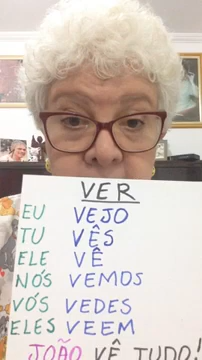 VER
EU VEJO
TU VÊS
ELE VÊ
NÓS VEMOS
VÓS VEDES
ELES VEEM
JOÃO VÊ TUDO!